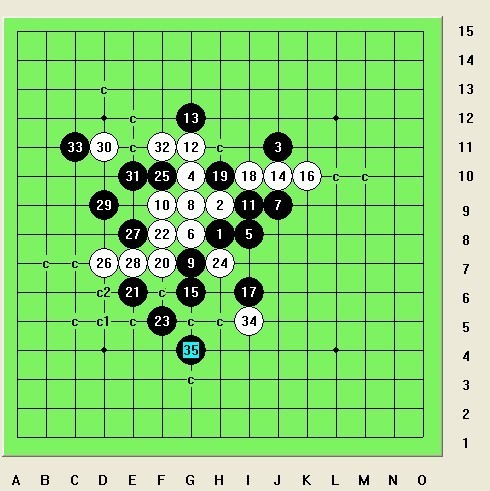 15
14
c 13
c 13 12
33 30 c 32 12 c 3 11
31 25 4 19 18 14 16 c c 10
29 10 8 2 11 7 9
27 22 6 1 5 8
c c 26 28 20 9 24 7
c2 21 c 15 17 6
c c1 c 23 c c 34 5
35 4
c 3
2
1
A B C D E F G H I J K L M N O